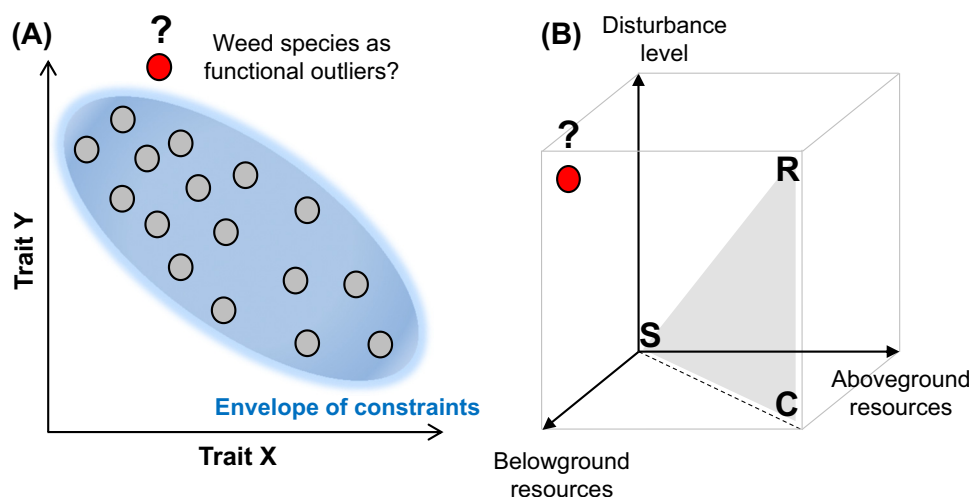 (A)
?
Weed species as
functional outliers?
Trait Y
Envelope of constraints
Trait X
(B)
Disturbance
level
?
R
S
C
Aboveground
resources
Belowground
resources